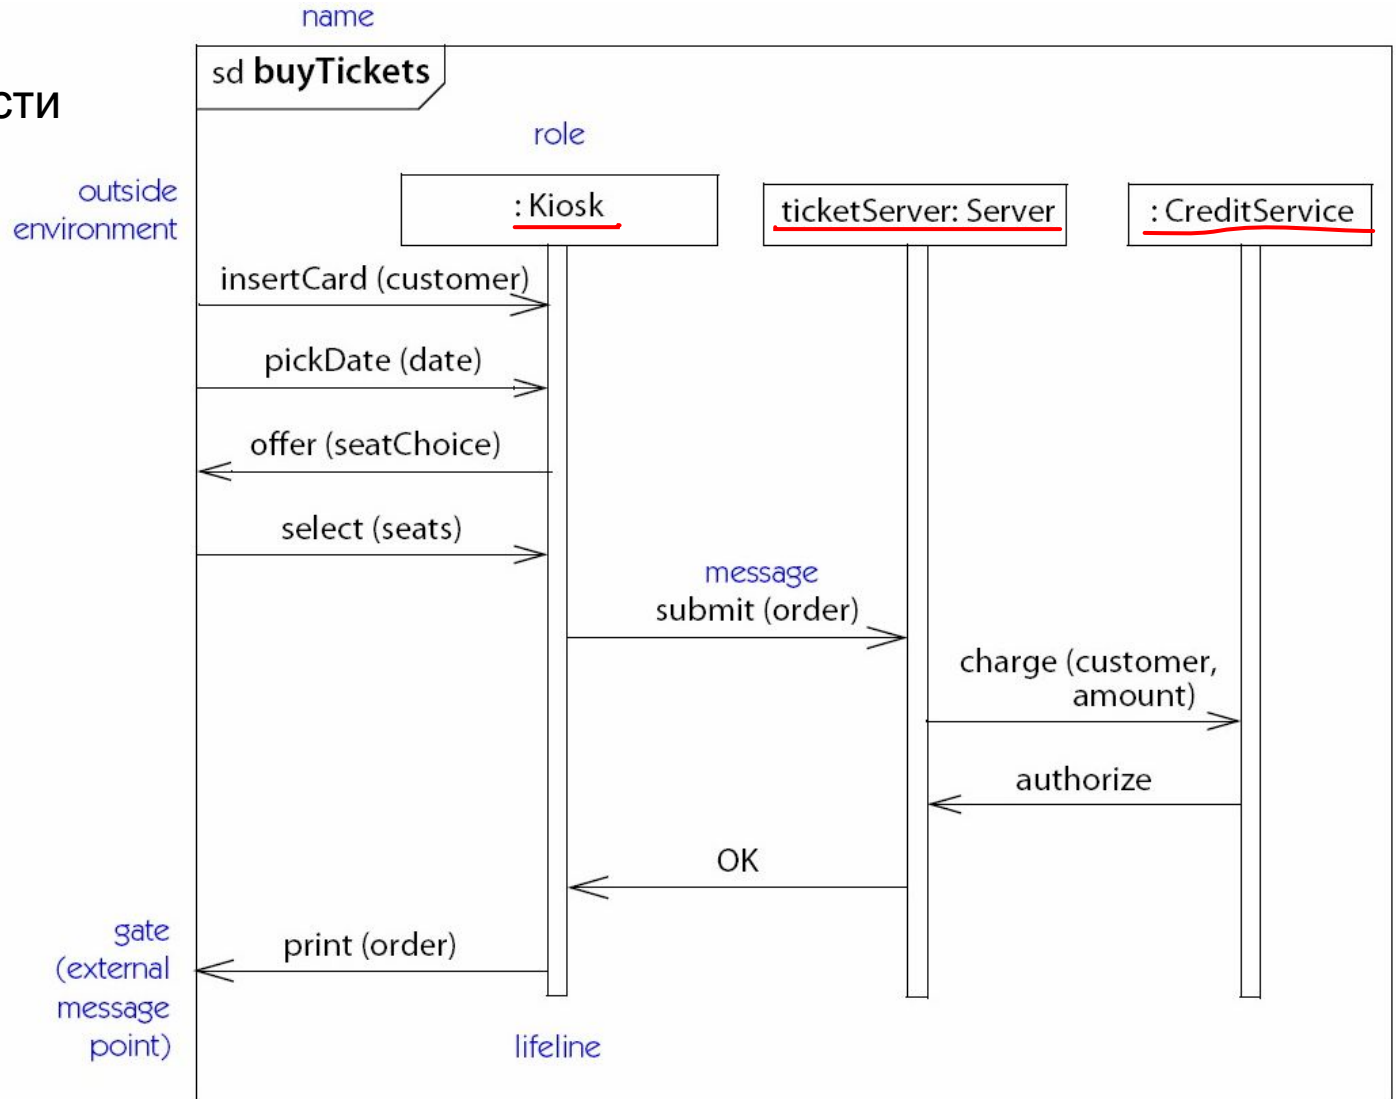 name
sd buyTickets
сти
role
outside
environment
: Kiosk
ticketServer: Server
: CreditService
insertCard (customer)
pickDate (date)
offer (seatChoice)
select (seats)
message
submit (order)
charge (customer,
amount)
authorize
OK
gate
(external
message
point)
print (order)
lifeline